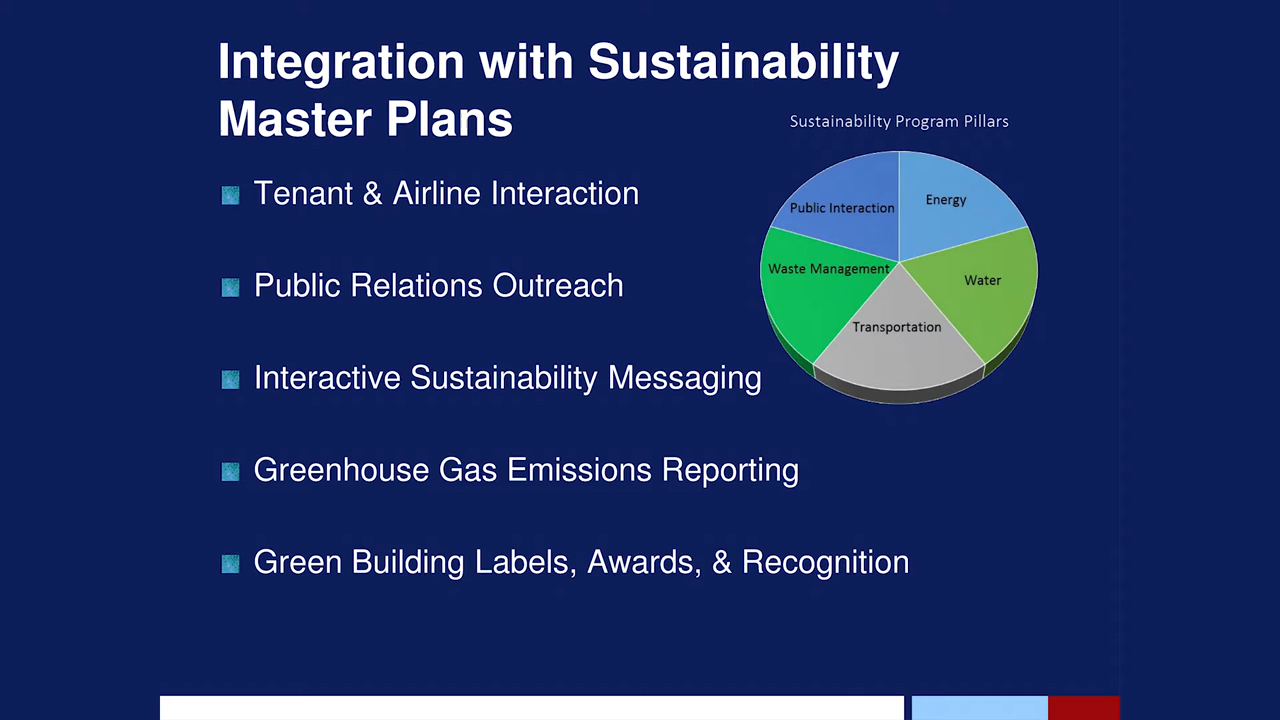 Integration with Sustainability
Master Plans
Sustainability Program Pillars
Tenant & Airline Interaction
Public Relations Outreach
Interactive Sustainability Messaging
Greenhouse Gas Emissions Reporting
Green Building Labels, Awards, & Recognition
Energy
Public Interaction
Waste Management
Water
Transportation